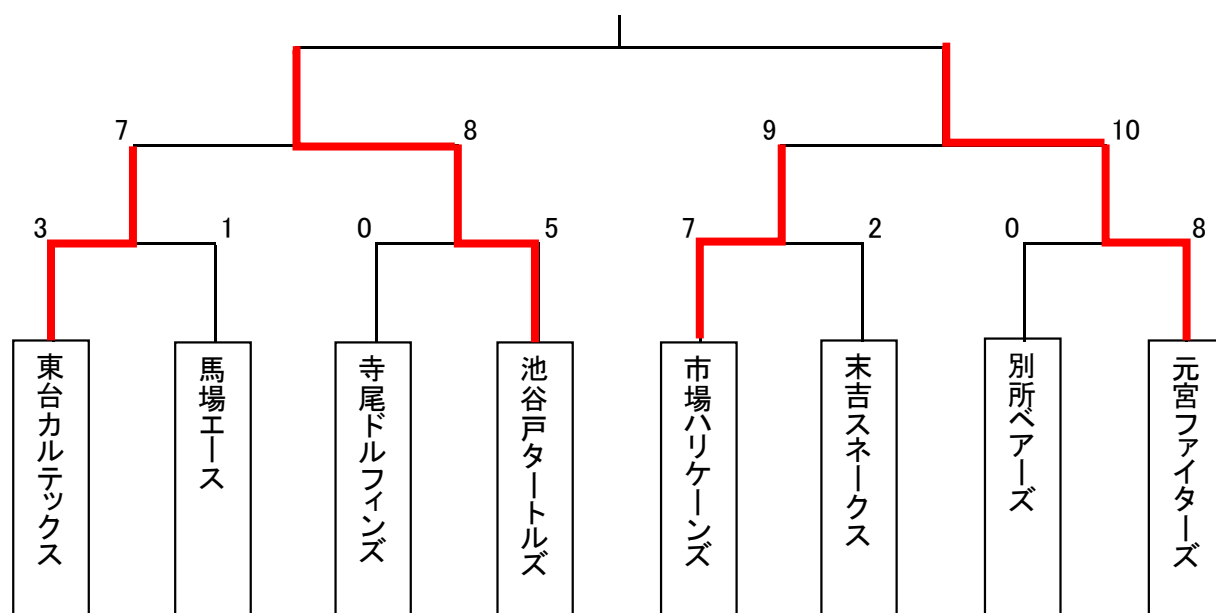 7 8 9 10
3 1 0 5 7 2 0 8
東台カルテックス
馬場エース
寺尾ドルフィンズ
池谷戸タートルズ
市場ハリケーンズ
末吉スネークス
別所ベアーズ
元宮ファイターズ